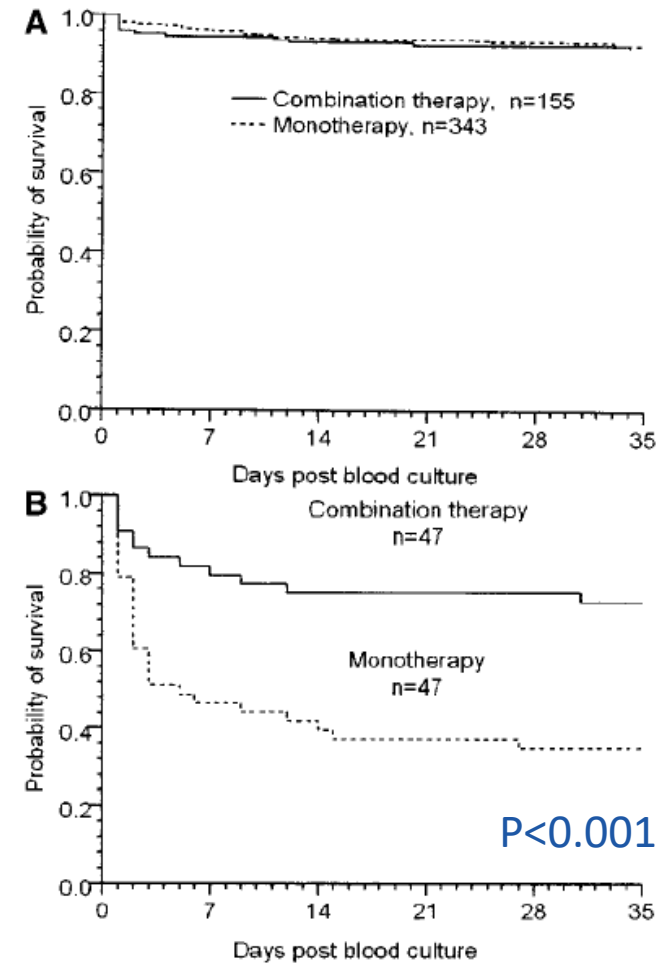 A
1.0
0.8
0.6
0.4
0.2
0.0
Probability of survival
Combination therapy, n=155
Monotherapy, n=343
0 7 14 21 28 35
Days post blood culture
B
1.0
0.8
0.6
0.4
0.2
0.0
Probability of survival
Combination therapy
n=47
Monotherapy
n=47
P<0.001
0 7 14 21 28 35
Days post blood culture